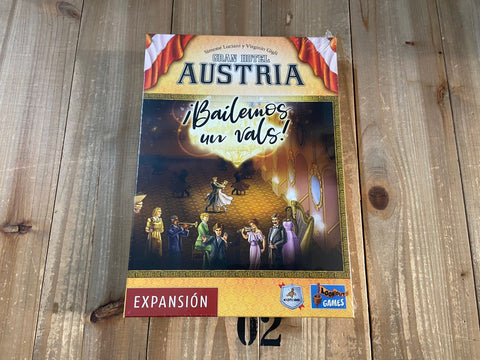 Simone Luciani y Virginio Gigli
GRAN HOTEL
AUSTRIA
¡Bailemos
un vals!
EXPANSIÓN
GAMES
02